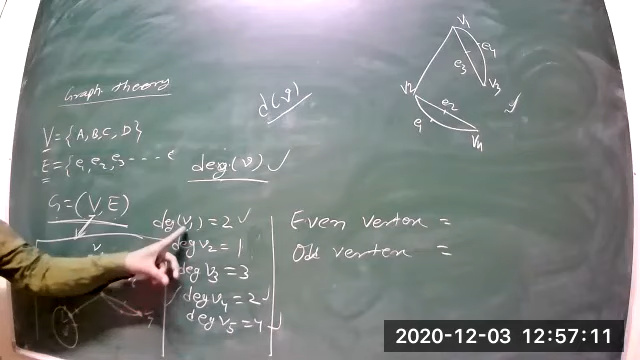 Graph theory
V = {A, B, C, D}
E = {e1, e2, e3 - - - - e
G = (V, E)
d(v)
deg.(v) ✓
deg(v1) = 2 ✓
deg v2 = 1
deg v3 = 3
deg v4 = 2 ✓
deg v5 = 4 ✓
Even vertex =
Odd vertex =
v1
e4
e3
v3
v2
e2
e1
v4
2020-12-03 12:57:11